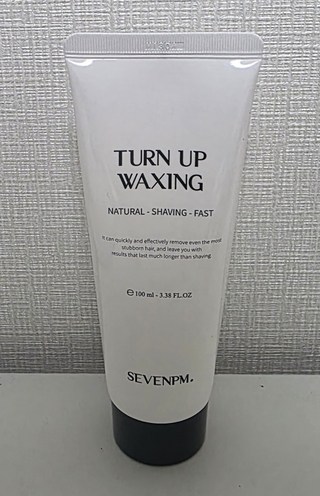 TURN UP
WAXING
NATURAL - SHAVING - FAST
It can quickly and effectively remove even the most
stubborn hair, and leave you with
results that last much longer than shaving.
℮ 100 ml - 3.38 FL.OZ
SEVENPM.